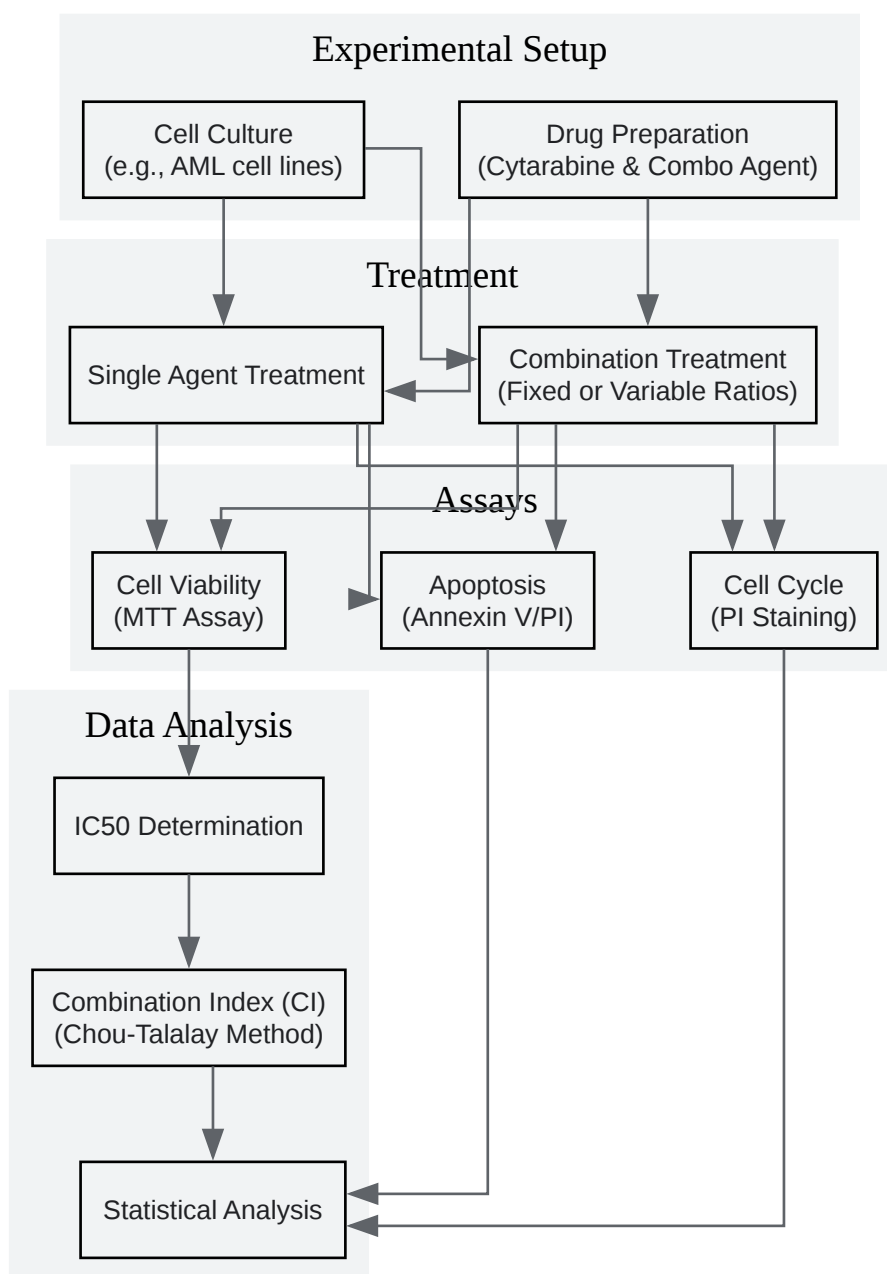 Experimental Setup
Cell Culture
(e.g., AML cell lines)
Drug Preparation
(Cytarabine & Combo Agent)
Treatment
Single Agent Treatment
Combination Treatment
(Fixed or Variable Ratios)
Assays
Cell Viability
(MTT Assay)
Apoptosis
(Annexin V/PI)
Cell Cycle
(PI Staining)
Data Analysis
IC50 Determination
Combination Index (CI)
(Chou-Talalay Method)
Statistical Analysis